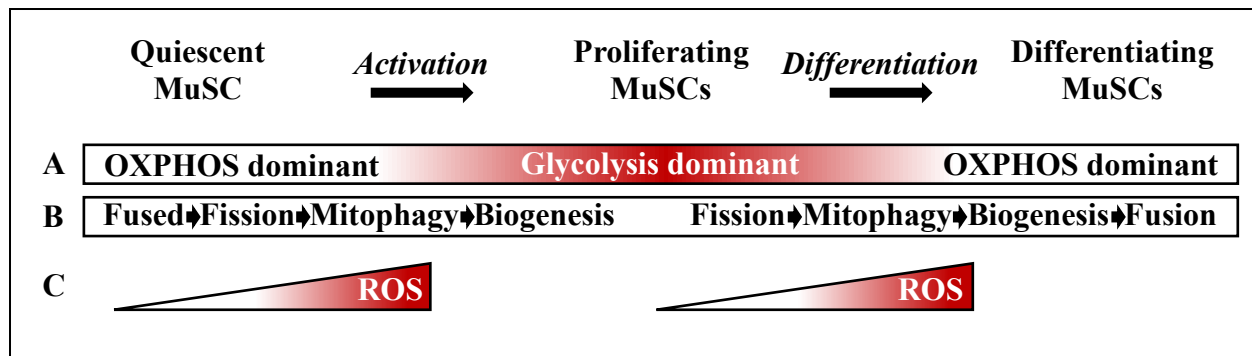 Quiescent MuSC
Activation
Proliferating MuSCs
Differentiation
Differentiating MuSCs
A
OXPHOS dominant
Glycolysis dominant
OXPHOS dominant
B
Fused Fission Mitophagy Biogenesis
Fission Mitophagy Biogenesis Fusion
C
ROS
ROS